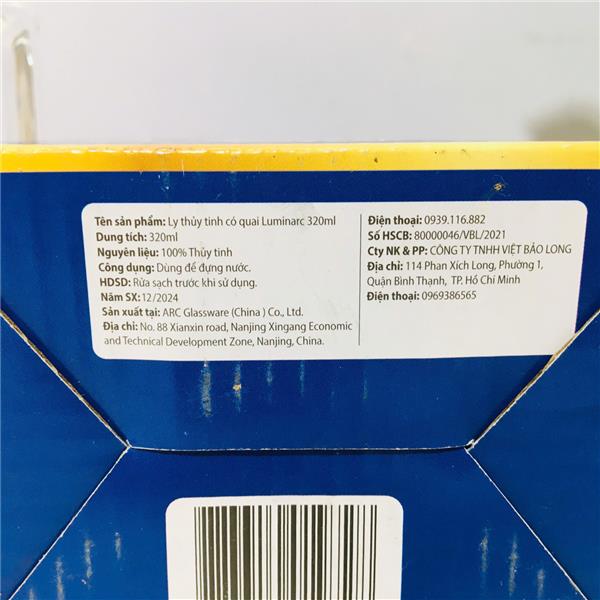 Tên sản phẩm: Ly thủy tinh có quai Luminarc 320ml
Dung tích: 320ml
Nguyên liệu: 100% Thủy tinh
Công dụng: Dùng để đựng nước.
HDSD: Rửa sạch trước khi sử dụng.
Năm SX: 12/2024
Sản xuất tại: ARC Glassware (China ) Co., Ltd.
Địa chỉ: No. 88 Xianxin road, Nanjing Xingang Economic
and Technical Development Zone, Nanjing, China.
Điện thoại: 0939.116.882
Số HSCB: 80000046/VBL/2021
Cty NK & PP: CÔNG TY TNHH VIỆT BẢO LONG
Địa chỉ: 114 Phan Xích Long, Phường 1,
Quận Bình Thạnh, TP. Hồ Chí Minh
Điện thoại: 0969386565